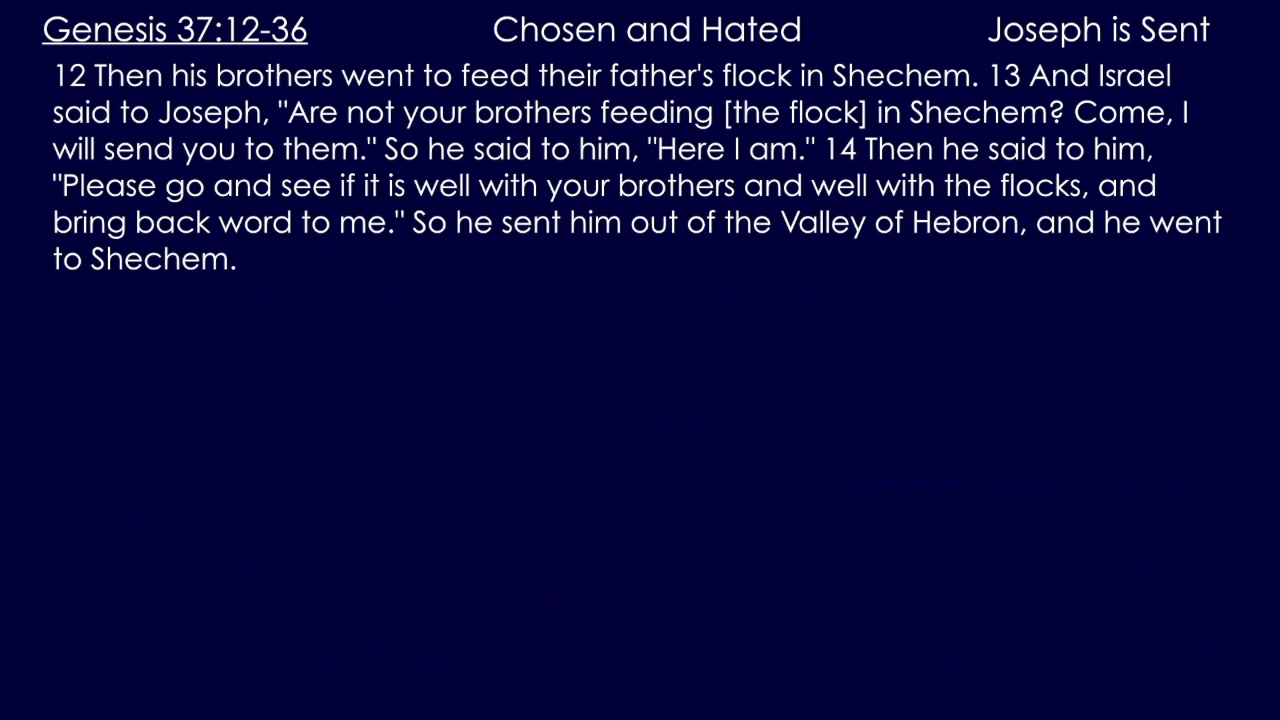 Genesis 37:12-36 Chosen and Hated Joseph is Sent
12 Then his brothers went to feed their father's flock in Shechem. 13 And Israel
said to Joseph, "Are not your brothers feeding [the flock] in Shechem? Come, I
will send you to them." So he said to him, "Here I am." 14 Then he said to him,
"Please go and see if it is well with your brothers and well with the flocks, and
bring back word to me." So he sent him out of the Valley of Hebron, and he went
to Shechem.